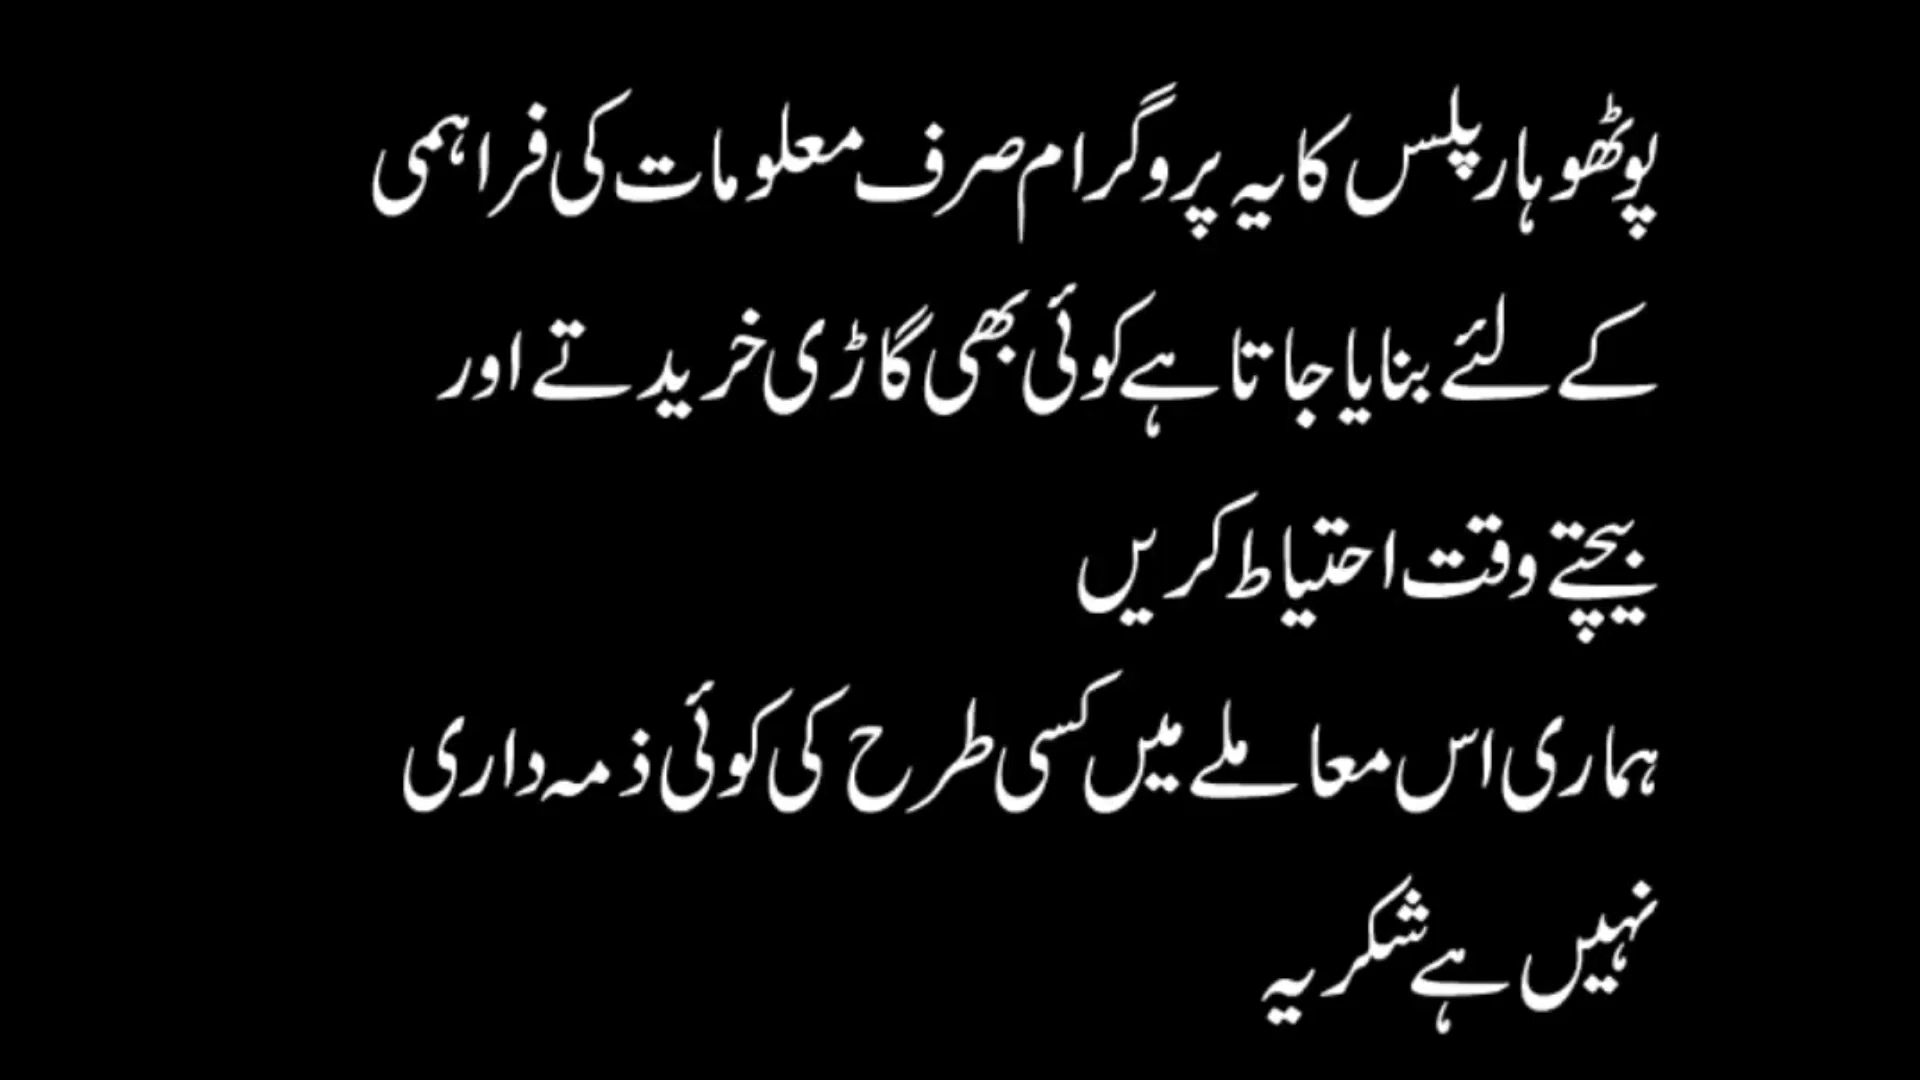 پوٹھوہار پلس کا یہ پروگرام صرف معلومات کی فراہمی
کے لئے بنایا جاتا ہے کوئی بھی گاڑی خریدتے اور
بیچتے وقت احتیاط کریں
ہماری اس معاملے میں کسی طرح کی کوئی ذمہ داری
نہیں ہے شکریہ